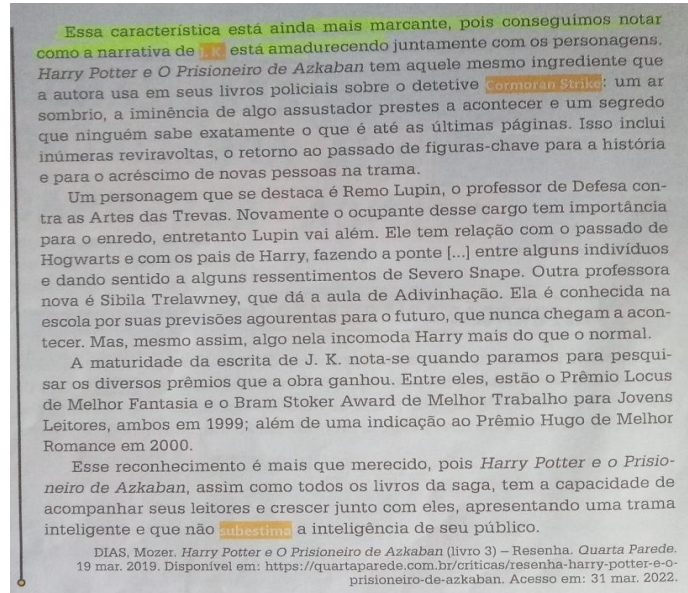 Essa característica está ainda mais marcante, pois conseguimos notar
como a narrativa de J. K. está amadurecendo juntamente com os personagens.
Harry Potter e O Prisioneiro de Azkaban tem aquele mesmo ingrediente que
a autora usa em seus livros policiais sobre o detetive Cormoran Strike: um ar
sombrio, a iminência de algo assustador prestes a acontecer e um segredo
que ninguém sabe exatamente o que é até as últimas páginas. Isso inclui
inúmeras reviravoltas, o retorno ao passado de figuras-chave para a história
e para o acréscimo de novas pessoas na trama.
Um personagem que se destaca é Remo Lupin, o professor de Defesa con-
tra as Artes das Trevas. Novamente o ocupante desse cargo tem importância
para o enredo, entretanto Lupin vai além. Ele tem relação com o passado de
Hogwarts e com os pais de Harry, fazendo a ponte [...] entre alguns indivíduos
e dando sentido a alguns ressentimentos de Severo Snape. Outra professora
nova é Sibila Trelawney, que dá a aula de Adivinhação. Ela é conhecida na
escola por suas previsões agourentas para o futuro, que nunca chegam a acon-
tecer. Mas, mesmo assim, algo nela incomoda Harry mais do que o normal.
A maturidade da escrita de J. K. nota-se quando paramos para pesqui-
sar os diversos prêmios que a obra ganhou. Entre eles, estão o Prêmio Locus
de Melhor Fantasia e o Bram Stoker Award de Melhor Trabalho para Jovens
Leitores, ambos em 1999; além de uma indicação ao Prêmio Hugo de Melhor
Romance em 2000.
Esse reconhecimento é mais que merecido, pois Harry Potter e o Prisio-
neiro de Azkaban, assim como todos os livros da saga, tem a capacidade de
acompanhar seus leitores e crescer junto com eles, apresentando uma trama
inteligente e que não subestima a inteligência de seu público.
DIAS, Mozer. Harry Potter e O Prisioneiro de Azkaban (livro 3) – Resenha. Quarta Parede.
19 mar. 2019. Disponível em: https://quartaparede.com.br/criticas/resenha-harry-potter-e-o-
prisioneiro-de-azkaban. Acesso em: 31 mar. 2022.